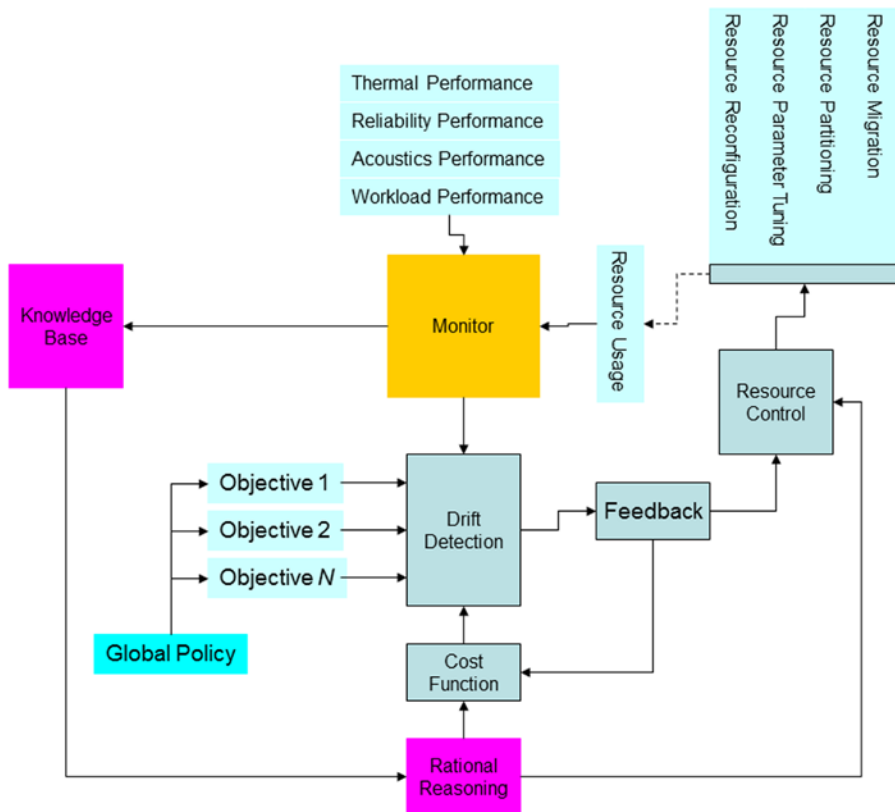 Thermal Performance
Reliability Performance
Acoustics Performance
Workload Performance
Resource Reconfiguration
Resource Parameter Tuning
Resource Partitioning
Resource Migration
Knowledge
Base
Monitor
Resource Usage
Resource
Control
Objective 1
Objective 2
Objective N
Drift
Detection
Feedback
Global Policy
Cost
Function
Rational
Reasoning